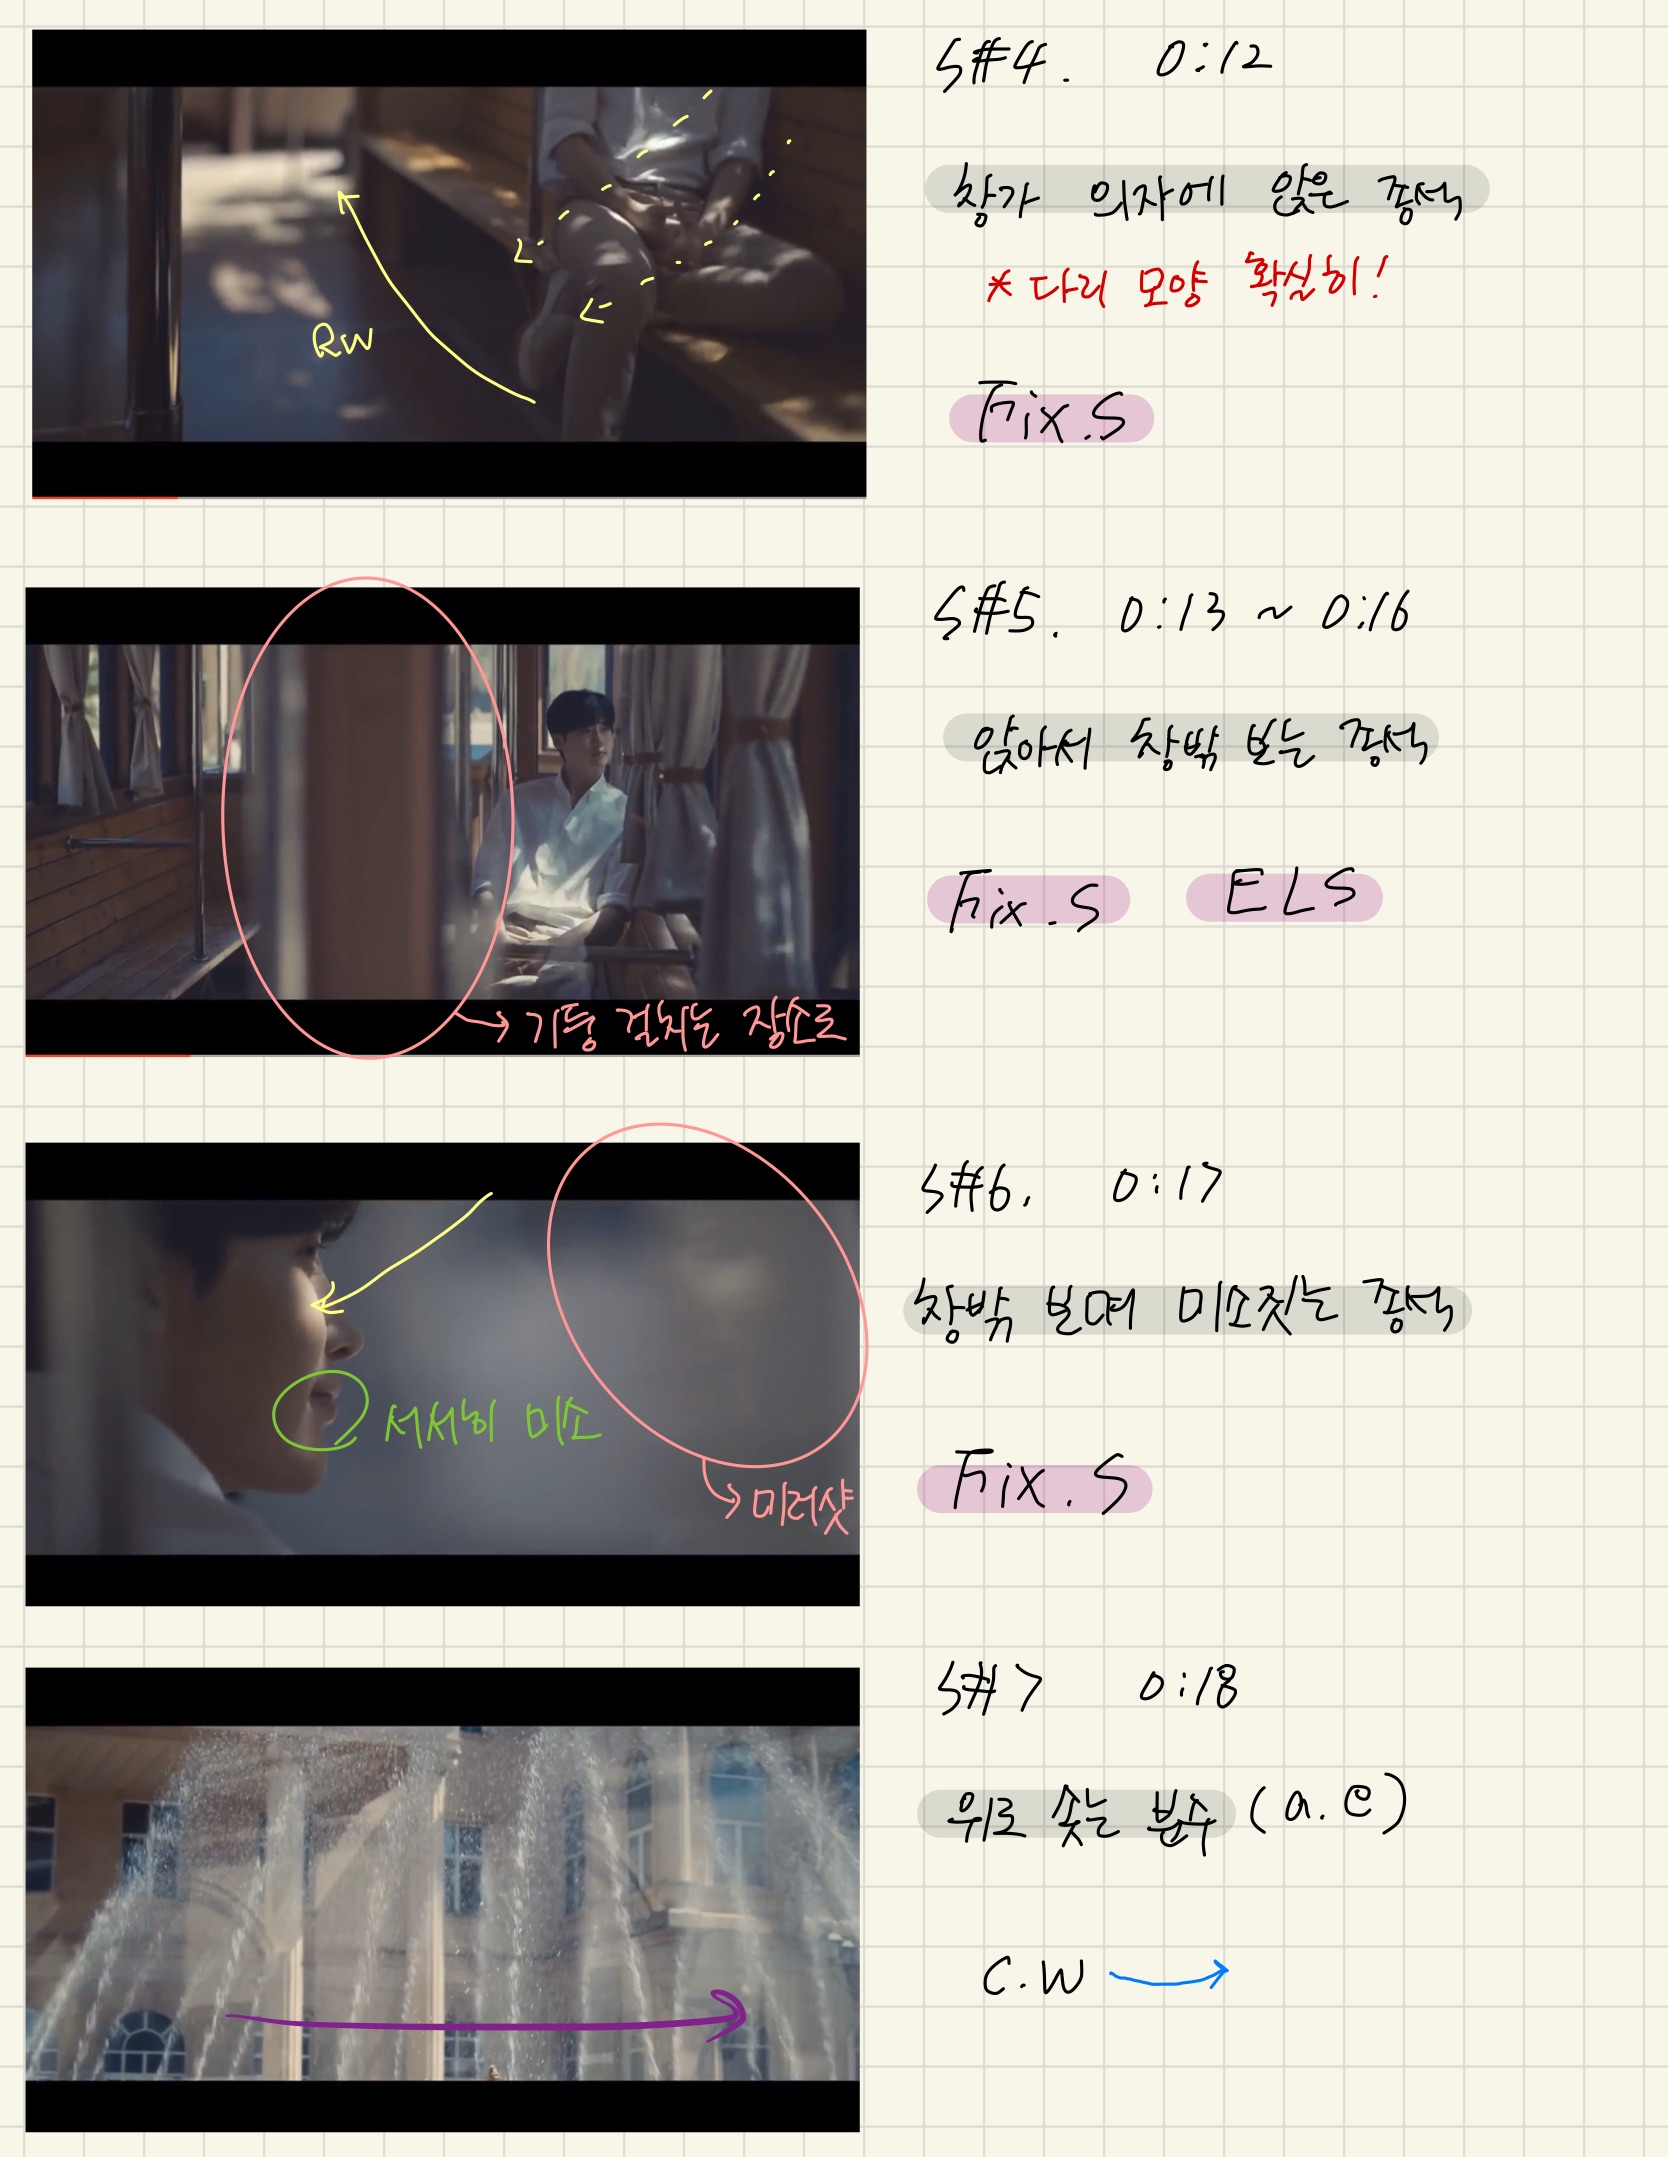 S#4. 0:12
창가 의자에 앉은 종석
* 다리 모양 확실히!
RW
Fix.S
S#5. 0:13 ~ 0:16
앉아서 창밖 보는 종석
Fix.S ELS
기둥 걸치는 장소로
S#6. 0:17
창밖 보며 미소짓는 종석
서서히 미소
Fix.S
미러샷
S#7 0:18
위로 솟는 분수 (a.e)
C.W